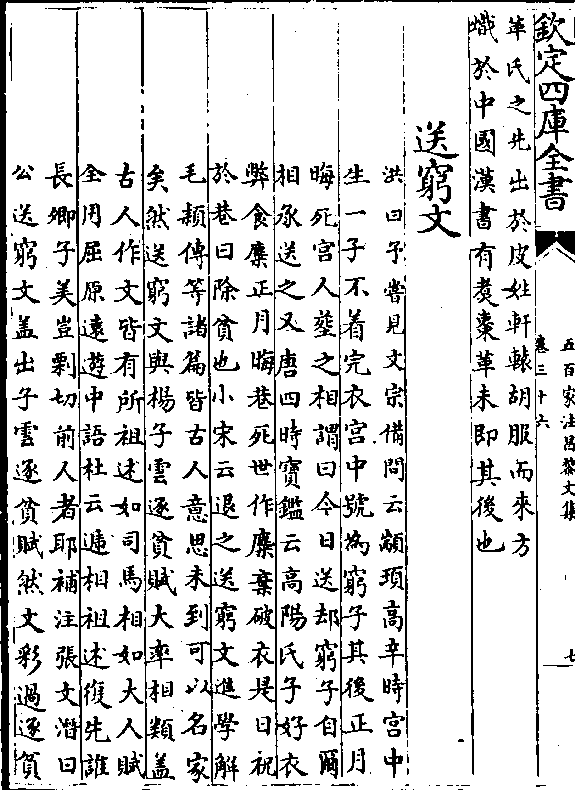 欽定四庫全書
五百家注昌黎文集
卷三十六
七
革氏之先出於皮姓軒轅胡服而來方
熾於中國漢書有煑棗革朱即其後也
送窮文
洪曰予嘗見文宗備問云顓頊高辛時宫中
生一子不着完衣宫中號為窮子其後正月
晦死宫人塟之相謂曰今日送却窮子自爾
相承送之又唐四時寳鑑云高陽氏子好衣
弊食糜正月晦巷死世作糜棄破衣是日祝
於巷曰除貧也小宋云退之送窮文進學解
毛頴傳等諸篇皆古人意思未到可以名家
矣然送窮文與楊子雲逐貧賦大率相類盖
古人作文皆有所祖述如司馬相如大人賦
全用屈原遠遊中語杜云遞相祖述復先誰
長卿子美豈剽切前人者耶補注張文潜曰
公送窮文盖出子雲逐貧賦然文彩過逐貧